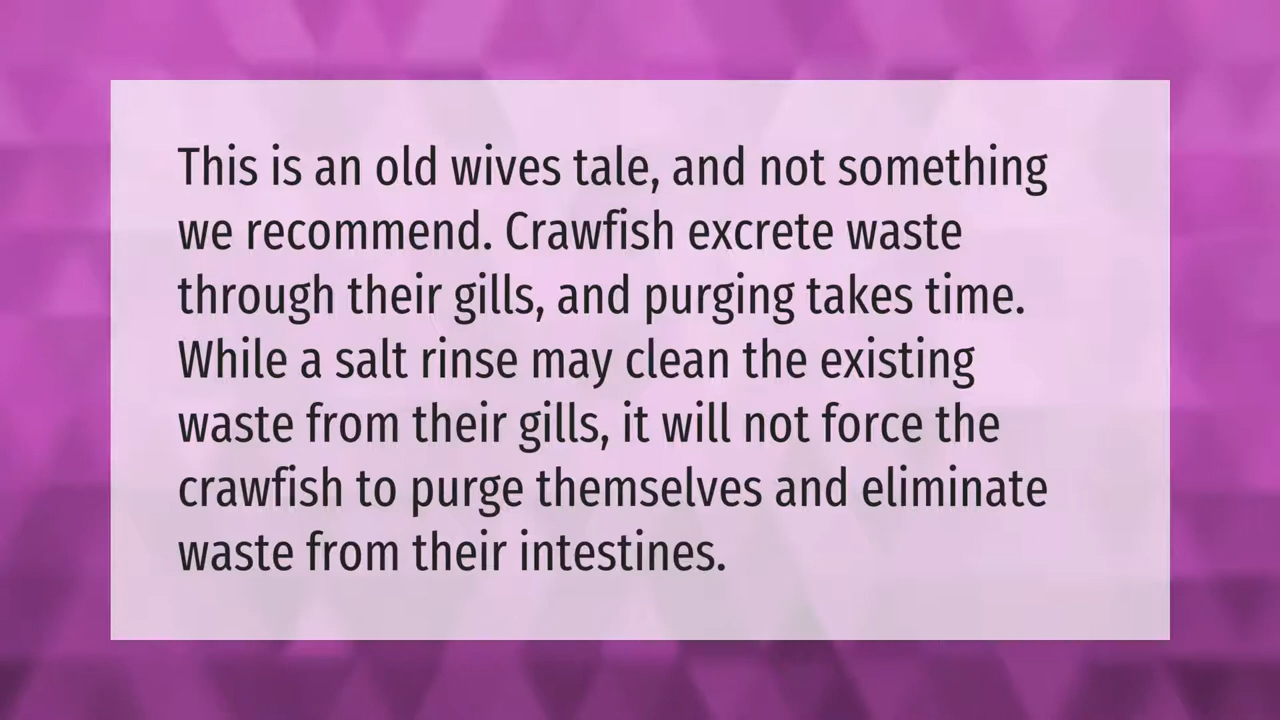 This is an old wives tale, and not something
we recommend. Crawfish excrete waste
through their gills, and purging takes time.
While a salt rinse may clean the existing
waste from their gills, it will not force the
crawfish to purge themselves and eliminate
waste from their intestines.